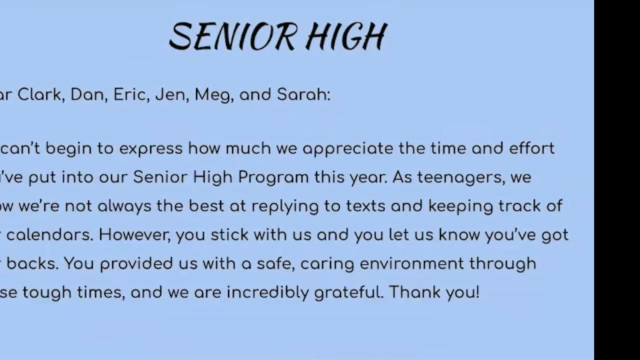 SENIOR HIGH
ar Clark, Dan, Eric, Jen, Meg, and Sarah:
can't begin to express how much we appreciate the time and effort
've put into our Senior High Program this year. As teenagers, we
ow we're not always the best at replying to texts and keeping track of
r calendars. However, you stick with us and you let us know you've got
r backs. You provided us with a safe, caring environment through
se tough times, and we are incredibly grateful. Thank you!